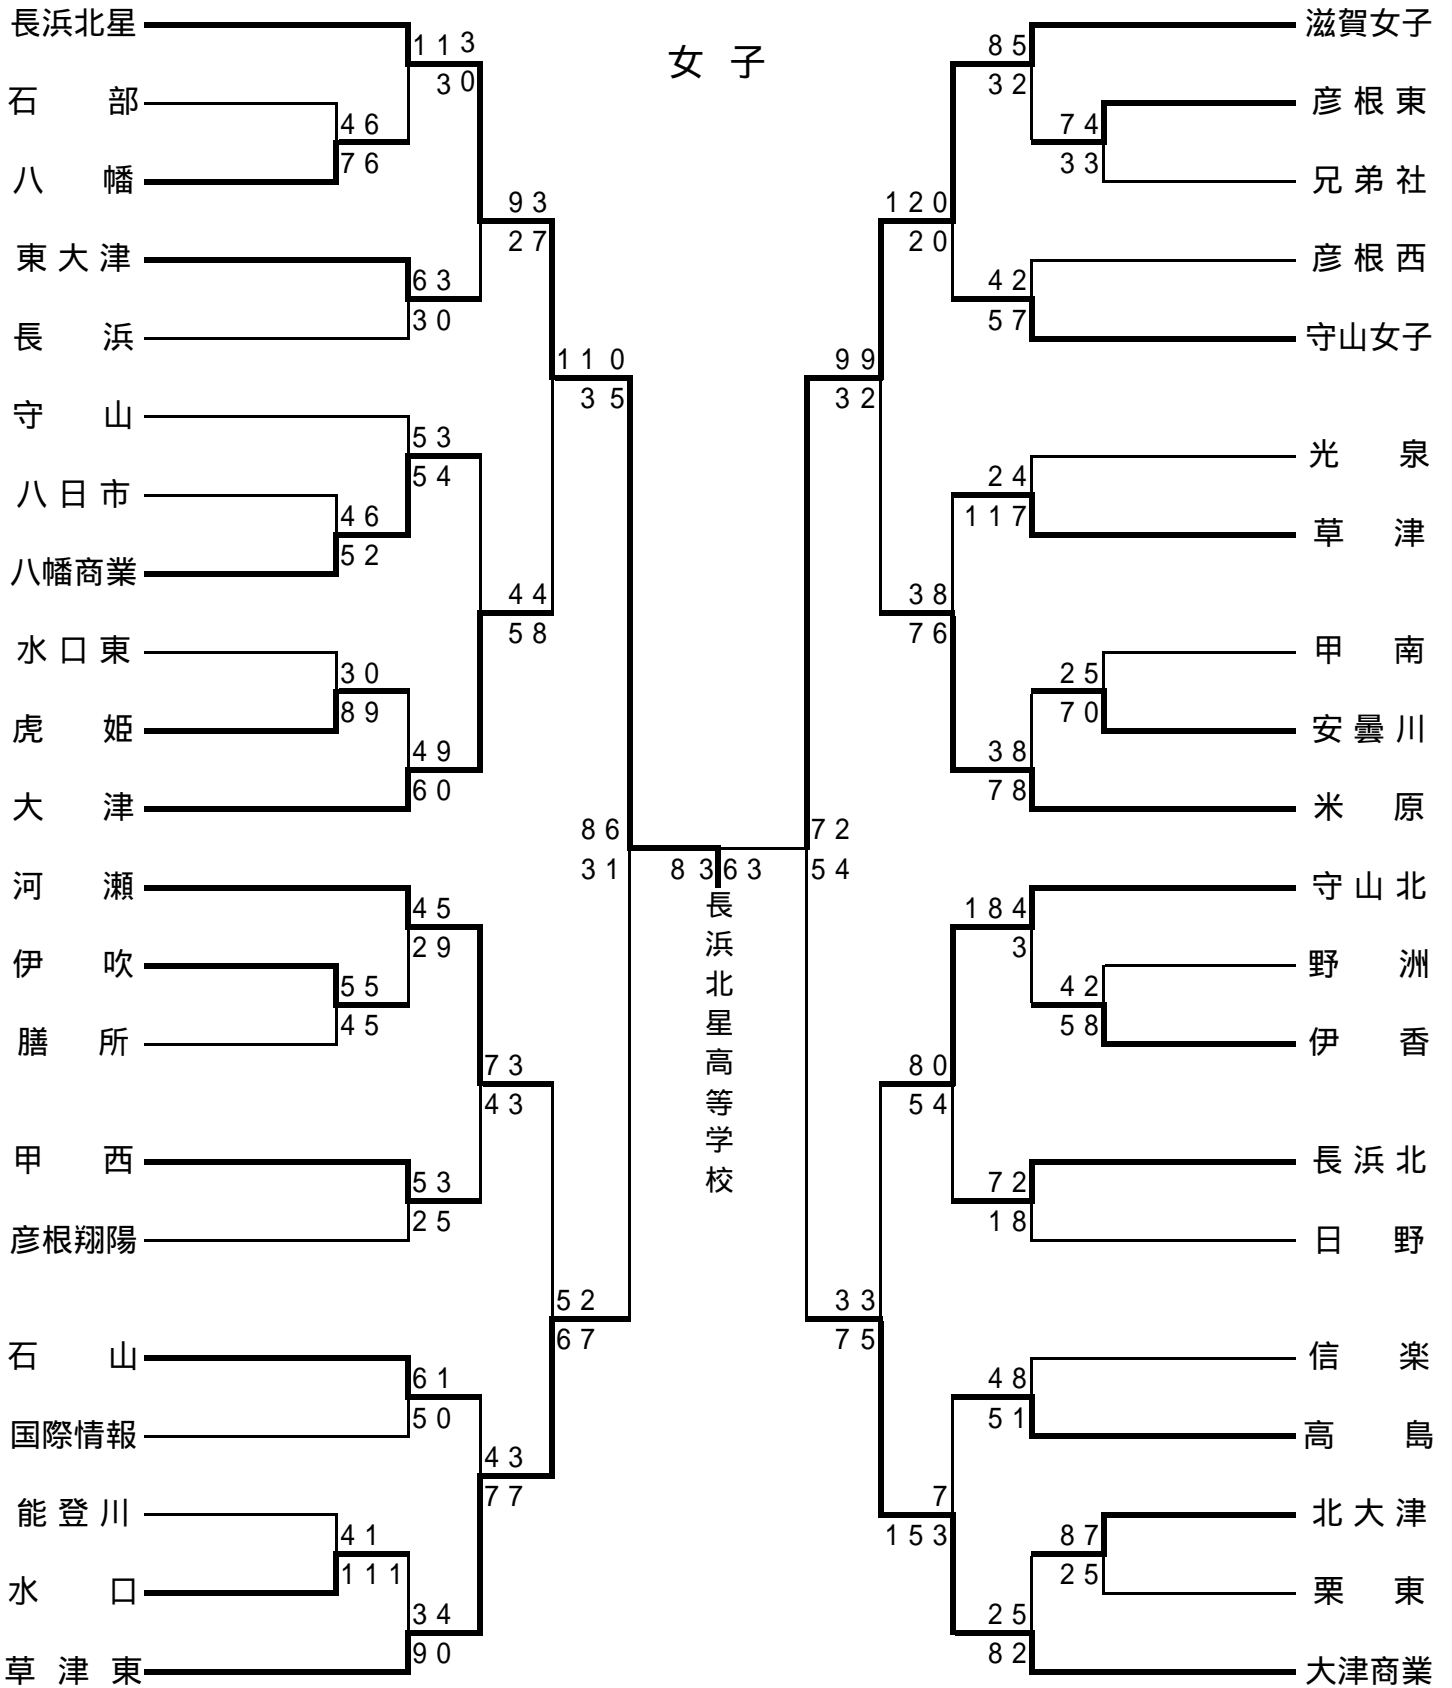 女子
長浜北星
113
30
石部
46
76
八幡
93
27
東大津
63
30
長浜
110
35
守山
53
54
八日市
46
52
八幡商業
44
58
水口東
30
89
虎姫
49
60
大津
86
31
河瀬
45
29
伊吹
55
45
膳所
73
43
甲西
53
25
彦根翔陽
52
67
石山
61
50
国際情報
43
77
能登川
41
111
水口
34
90
草津東
83 63
長浜北星高等学校
滋賀女子
85
32
彦根東
74
33
兄弟社
120
20
彦根西
42
57
守山女子
99
32
光泉
24
117
草津
38
76
甲南
25
70
安曇川
38
78
米原
72
54
守山北
184
3
野洲
42
58
伊香
80
54
長浜北
72
18
日野
33
75
信楽
48
51
高島
7
153
北大津
87
25
栗東
25
82
大津商業